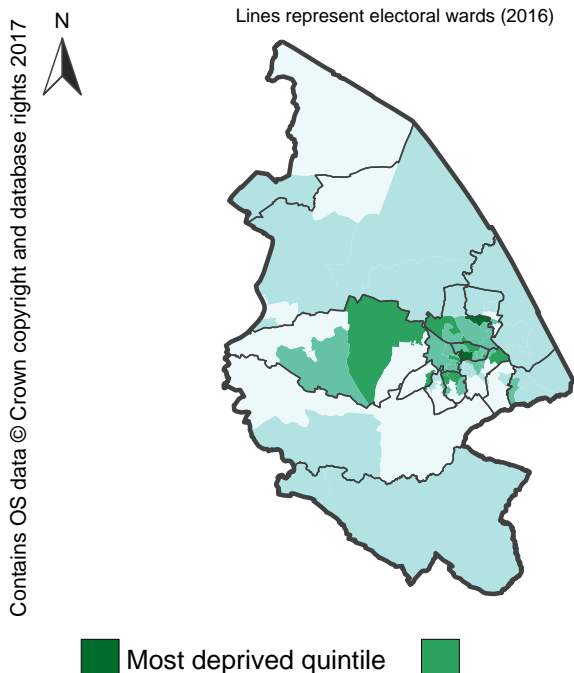 Lines represent electoral wards (2016)
N
Contains OS data © Crown copyright and database rights 2017
Most deprived quintile